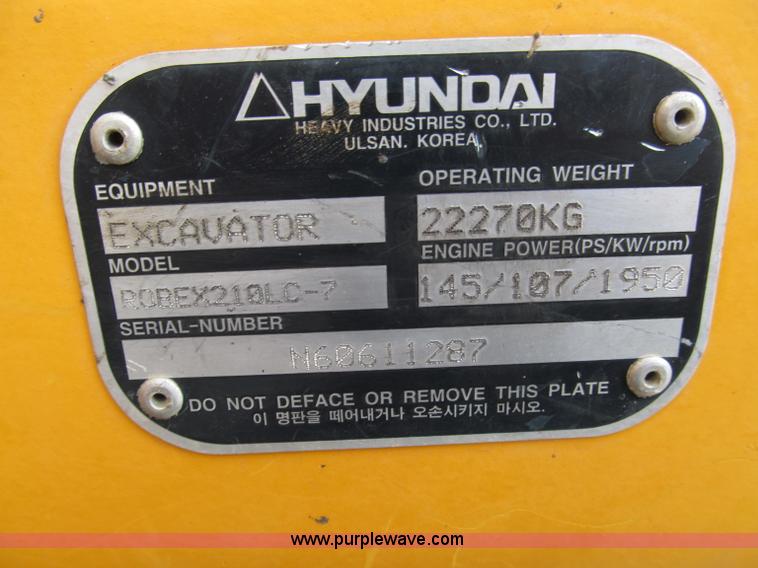 HYUNDAI
HEAVY INDUSTRIES CO., LTD.
ULSAN. KOREA.
EQUIPMENT
EXCAVATOR
OPERATING WEIGHT
22270KG
MODEL
ROBEX210LC-7
ENGINE POWER(PS/KW/rpm)
145/107/1950
SERIAL-NUMBER
N60611287
DO NOT DEFACE OR REMOVE THIS PLATE
이 명판을 떼어내거나 오손시키지 마시오.
www.purplewave.com